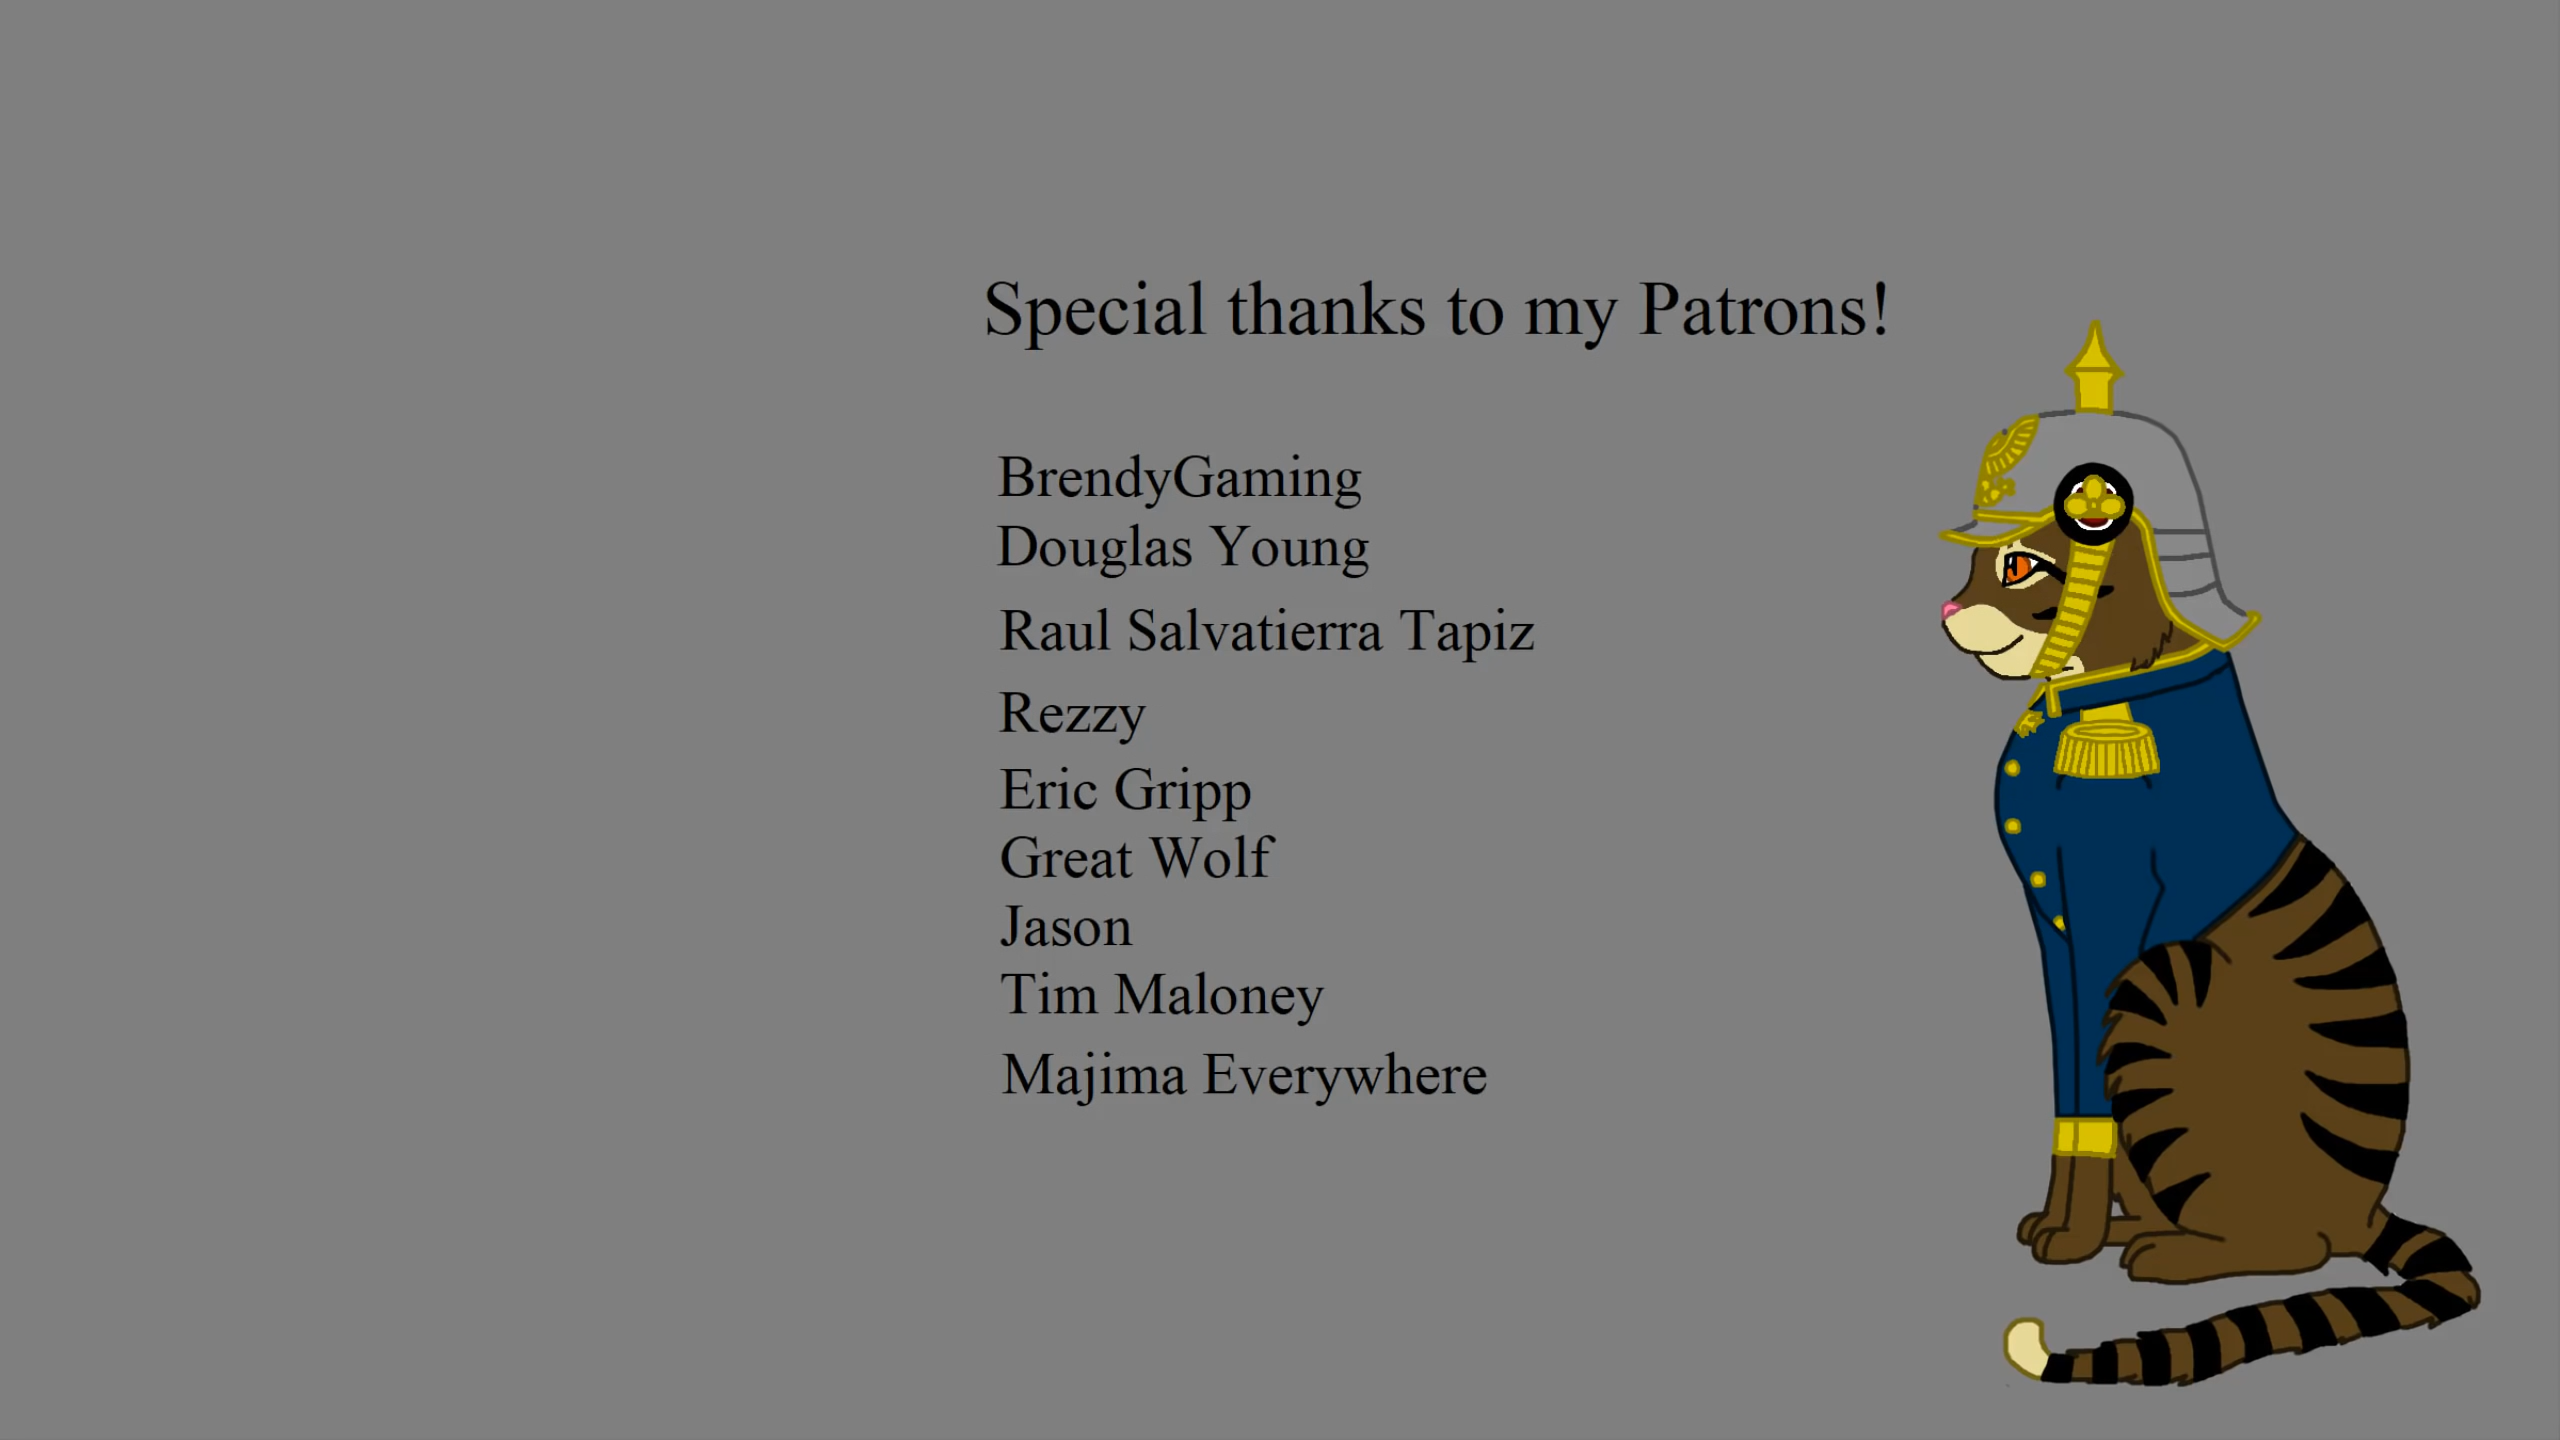 Special thanks to my Patrons!
BrendyGaming
Douglas Young
Raul Salvatierra Tapiz
Rezzy
Eric Gripp
Great Wolf
Jason
Tim Maloney
Majima Everywhere